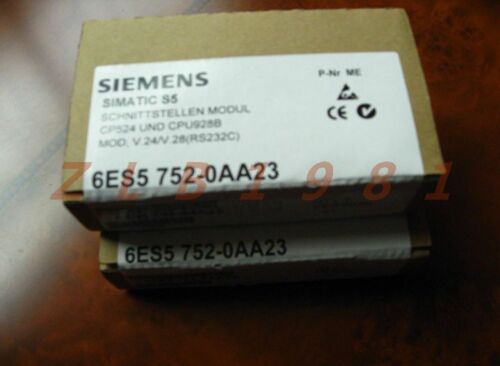 SIEMENS
P-Nr ME
SIMATIC S5
SCHNITTSTELLEN MODUL
CP524 UND CPU928B
MOD, V.24/V.28(RS232C)
CE
6ES5 752-0AA23
ZLB1981
6ES5 752-0AA23